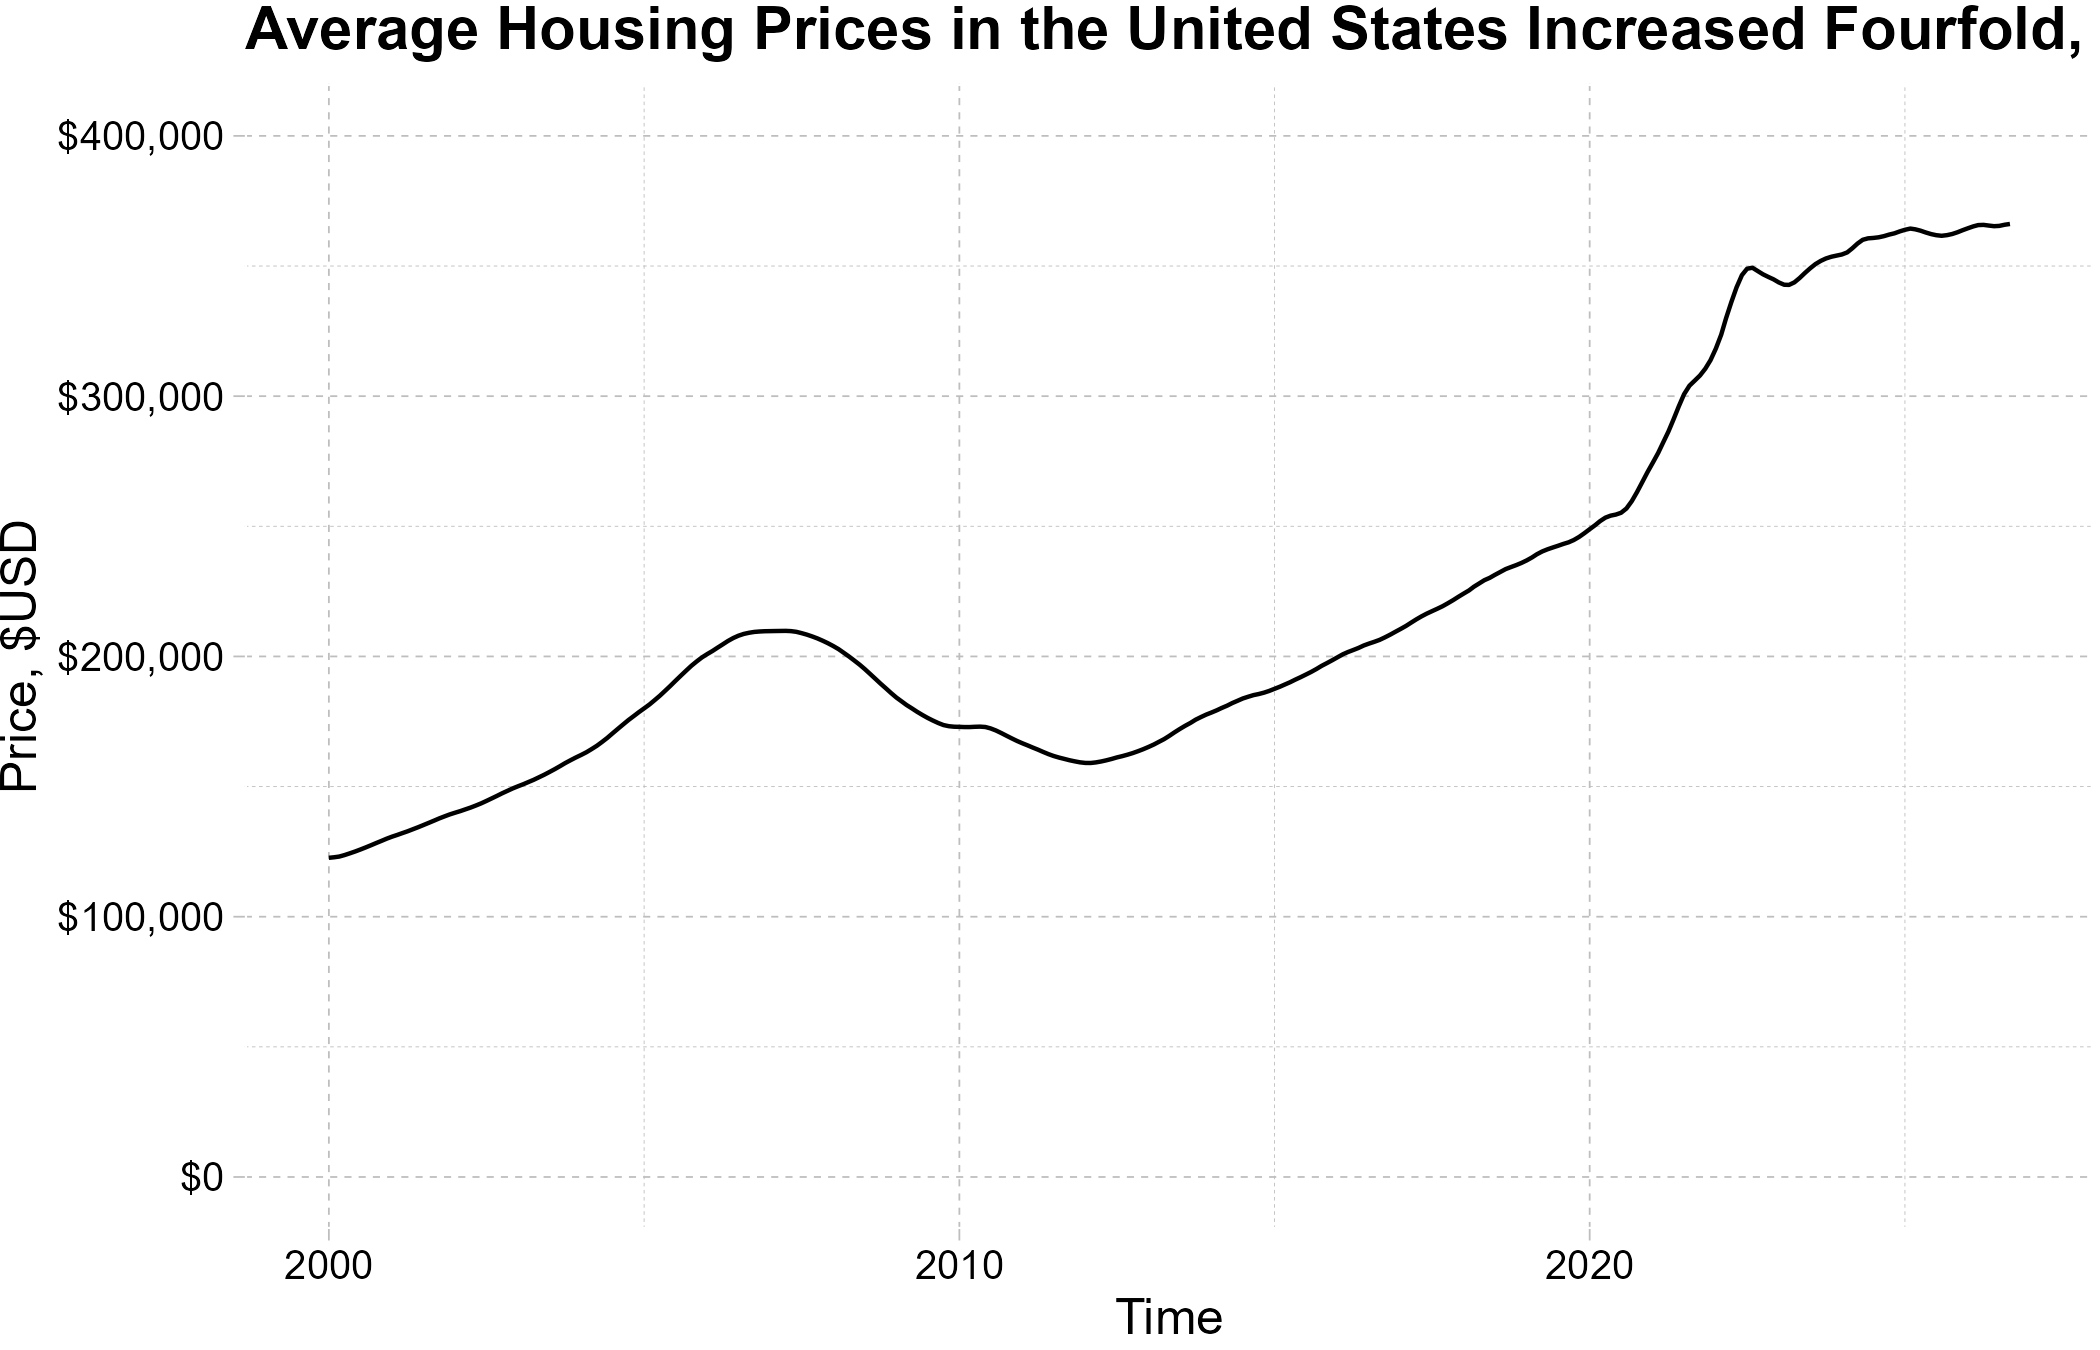 Average Housing Prices in the United States Increased Fourfold,
$400,000
$300,000
$200,000
$100,000
$0
Price, $USD
2000
2010
2020
Time